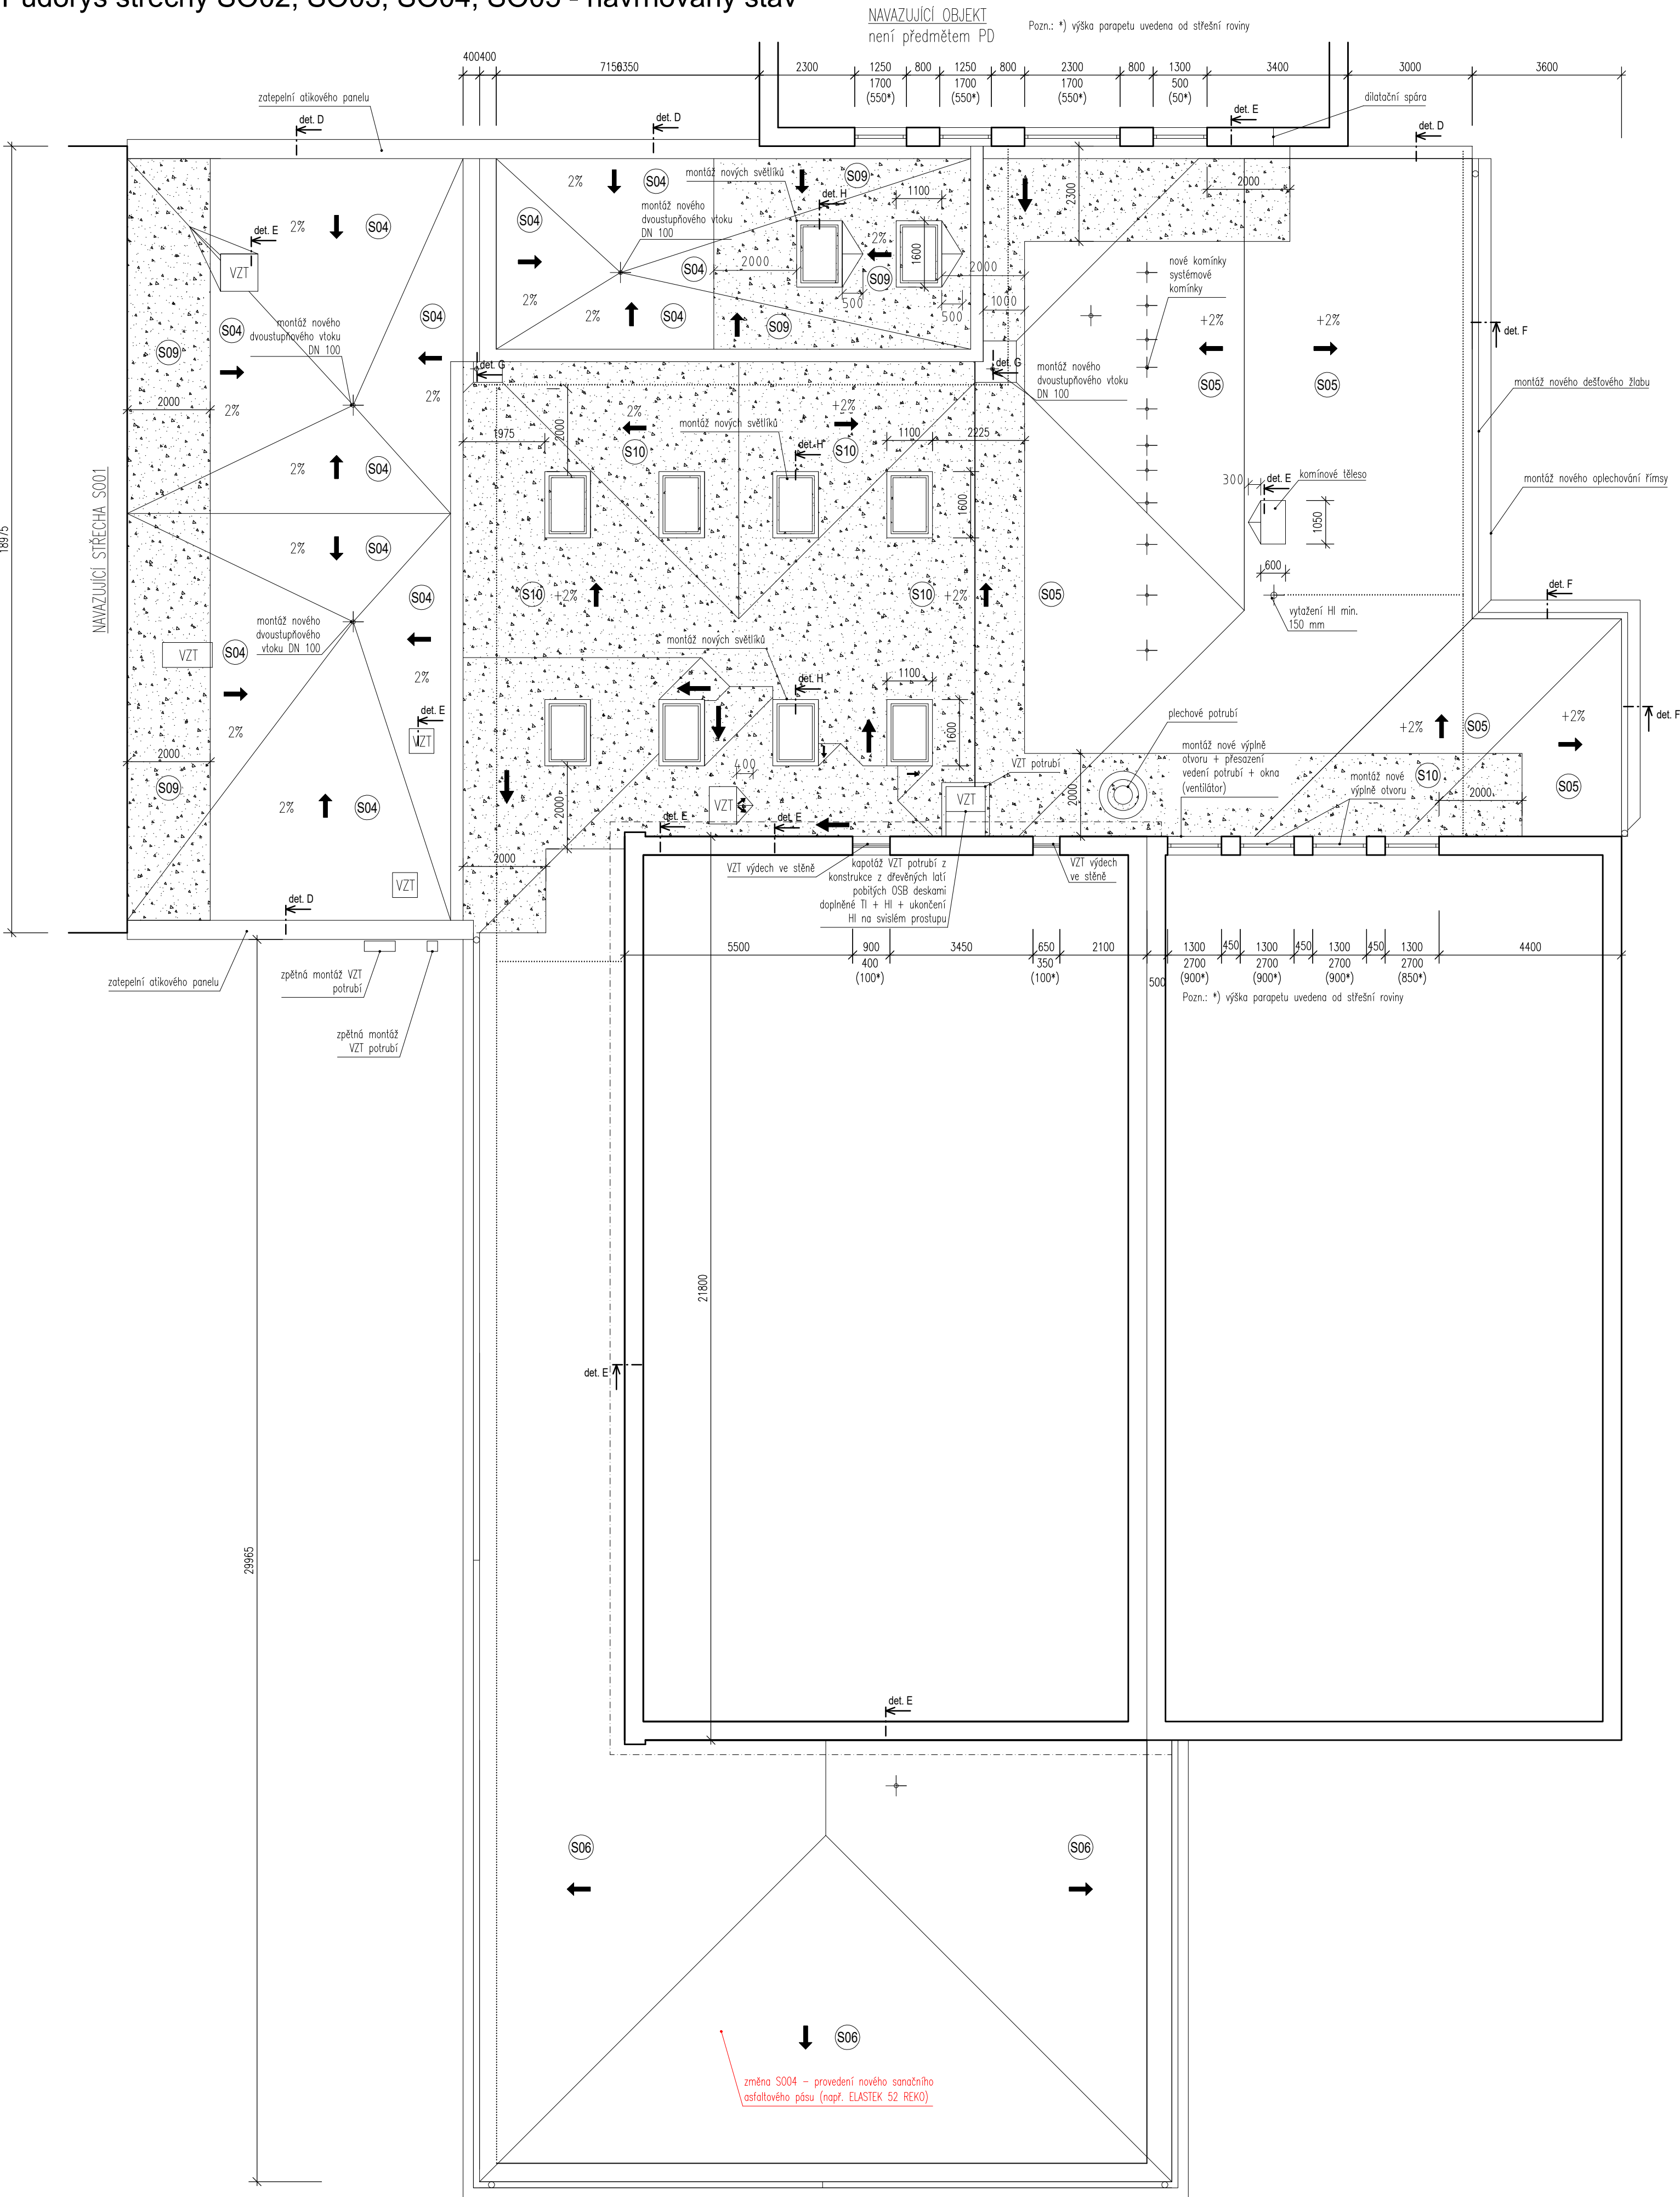 Půdorys střechy SO02, SO03, SO04, SO05 - navrhovaný stav
NAVAZUJÍCÍ OBJEKT
není předmětem PD
Pozn.: *) výška parapetu uvedena od střešní roviny
400400
2300
1250
800
1250
800
2300
800
1300
3400
3000
3600
1700
(550*)
1700
(550*)
1700
(550*)
500
(50*)
zatepelní atikového panelu
det. D
det. D
det. E
dilatační spára
det. D
2%
S04
montáž nových světlíků
S09
det. H
1100
2300
2000
montáž nového
dvoustupňového vtoku
DN 100
S04
2%
S04
det. E
VZT
2%
1600
S04
2000
S09
2000
500
500
1000
2%
2%
S04
S09
nové komínky
systémové
komínky
S04
montáž nového
dvoustupňového vtoku
DN 100
S04
S09
2%
2%
2000
+2%
+2%
S05
S05
det. F
det. G
det. G
montáž nového
dvoustupňového vtoku
DN 100
montáž nového dešťového žlabu
2%
+2%
2000
1975
S10
montáž nových světlíků
det. H
S10
1100
2225
1600
2%
S04
NAVAZUJÍCÍ STŘECHA S001
18975
300
det. E
komínové těleso
1050
montáž nového oplechování římsy
2%
S04
S04
600
vytažení HI min.
150 mm
det. F
S10
+2%
S10
+2%
S05
montáž nového
dvoustupňového
vtoku DN 100
VZT
S04
2%
2%
montáž nových světlíků
det. H
1100
1600
det. E
VZT
2000
S09
2%
S04
400
VZT
2000
2000
VZT potrubí
VZT
plechové potrubí
2000
montáž nové výplně
otvoru + přesazení
vedení potrubí + okna
(ventilátor)
montáž nové
výplně otvoru
S10
2000
+2%
S05
+2%
S05
det. F
det. E
det. E
VZT výdech ve stěně
kapotáž VZT potrubí z
konstrukce z dřevěných latí
pobitých OSB deskami
doplněné TI + HI + ukončení
HI na svislém prostupu
VZT výdech
ve stěně
VZT
det. D
zatepelní atikového panelu
zpětná montáž VZT
potrubí
zpětná montáž
VZT potrubí
5500
900
3450
650
2100
500
1300
450
1300
450
1300
450
1300
4400
400
(100*)
350
(100*)
2700
(900*)
2700
(900*)
2700
(900*)
2700
(850*)
Pozn.: *) výška parapetu uvedena od střešní roviny
21800
det. E
29965
det. E
S06
S06
S06
změna SO04 – provedení nového sanačního
asfaltového pásu (např. ELASTEK 52 REKO)